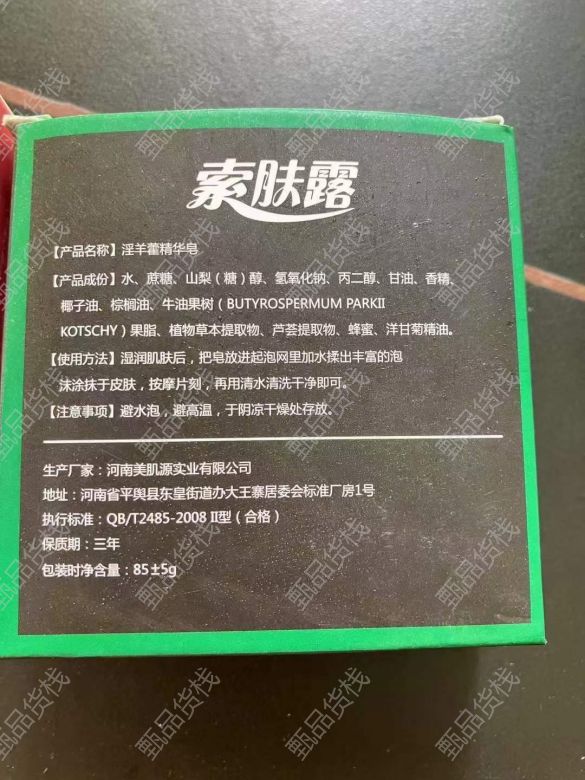 索肤露
【产品名称】淫羊藿精华皂
【产品成份】水、蔗糖、山梨（糖）醇、氢氧化钠、丙二醇、甘油、香精、
椰子油、棕榈油、牛油果树（BUTYROSPERMUM PARKII
KOTSCHY）果脂、植物草本提取物、芦荟提取物、蜂蜜、洋甘菊精油。
【使用方法】湿润肌肤后，把皂放进起泡网里加水揉出丰富的泡
沫涂抹于皮肤，按摩片刻，再用清水清洗干净即可。
【注意事项】避水泡，避高温，于阴凉干燥处存放。
生产厂家：河南美肌源实业有限公司
地址：河南省平舆县东皇街道办大王寨居委会标准厂房1号
执行标准：QB/T2485-2008 II型（合格）
保质期：三年
包装时净含量：85±5g
甄品货栈